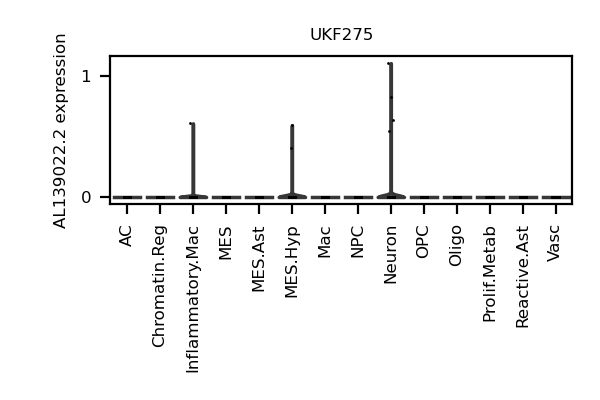 UKF275
AL139022.2 expression
1
0
AC
Chromatin.Reg
Inflammatory.Mac
MES
MES.Ast
MES.Hyp
Mac
NPC
Neuron
OPC
Oligo
Prolif.Metab
Reactive.Ast
Vasc